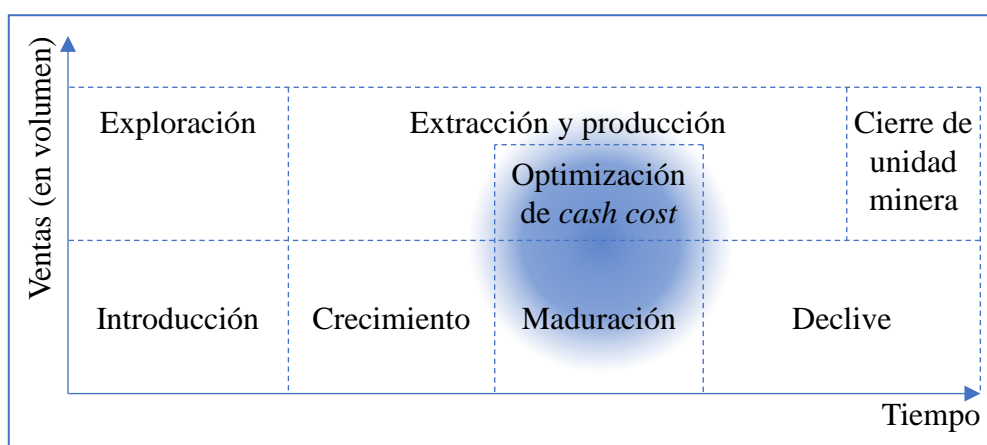 Ventas (en volumen)
Exploración
Extracción y producción
Cierre de
unidad
minera
Optimización
de cash cost
Introducción
Crecimiento
Maduración
Declive
Tiempo